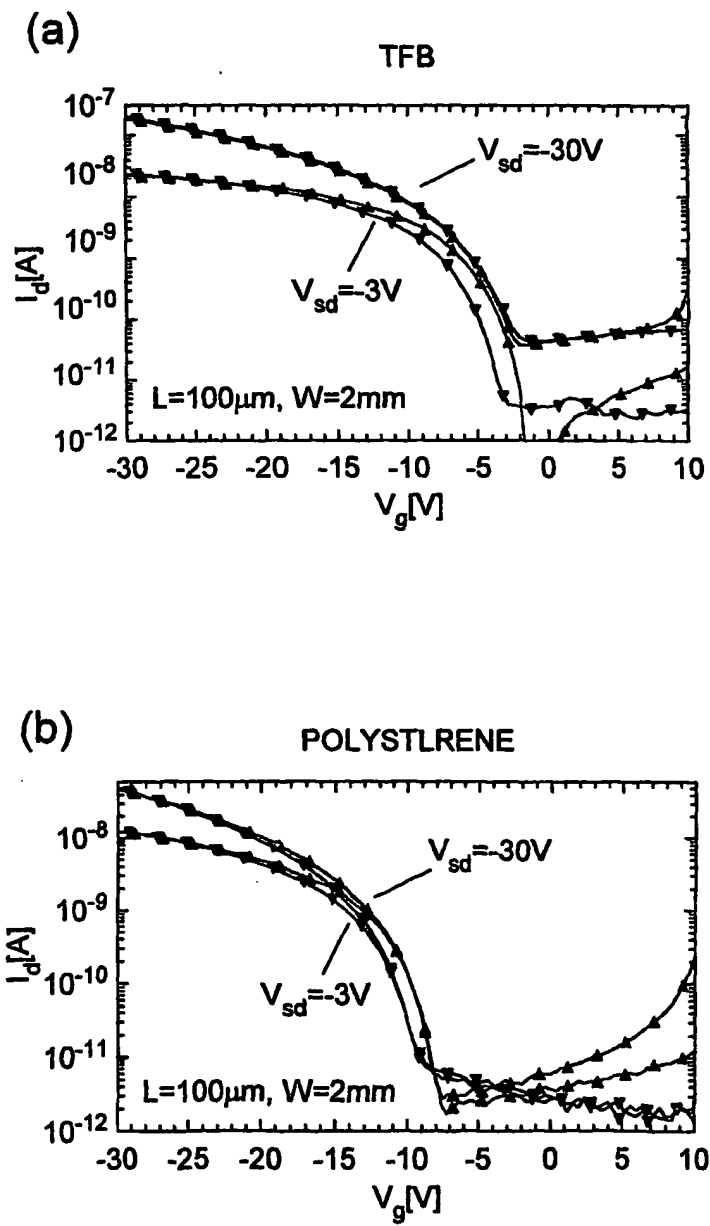 (a)
TFB
10-7
10-8
10-9
10-10
10-11
10-12
Id[A]
Vsd=-30V
Vsd=-3V
L=100μm, W=2mm
-30 -25 -20 -15 -10 -5 0 5 10
Vg[V]
(b)
POLYSTLRENE
10-8
10-9
10-10
10-11
10-12
Id[A]
Vsd=-30V
Vsd=-3V
L=100μm, W=2mm
-30 -25 -20 -15 -10 -5 0 5 10
Vg[V]